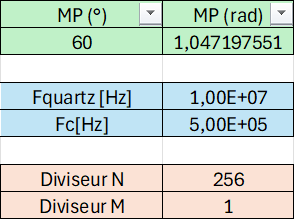 MP (°) MP (rad)
60 1,047197551
Fquartz [Hz] 1,00E+07
Fc[Hz] 5,00E+05
Diviseur N 256
Diviseur M 1